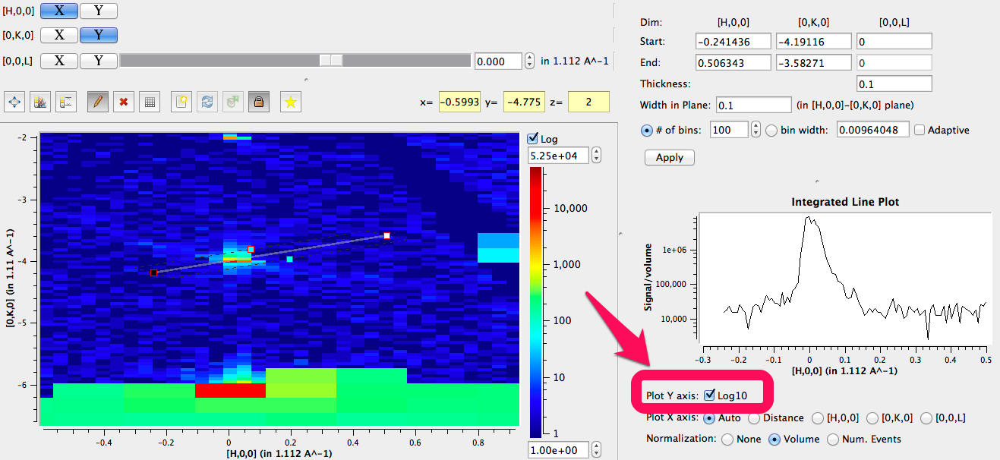 [H,0,0] X Y
[0,K,0] X Y
[0,0,L] X Y 0.000 in 1.112 A^-1
x= -0.5993 y= -4.775 z= 2
Log
5.25e+04
10,000
1,000
100
10
1
1.00e+00
-2
-3
-4
-5
-6
[0,K,0] (in 1.11 A^-1)
-0.4 -0.2 0 0.2 0.4 0.6 0.8
[H,0,0] (in 1.112 A^-1)
Dim: [H,0,0] [0,K,0] [0,0,L]
Start: -0.241436 -4.19116 0
End: 0.506343 -3.58271 0
Thickness: 0.1
Width in Plane: 0.1 (in [H,0,0]-[0,K,0] plane)
# of bins: 100 bin width: 0.00964048 Adaptive
Apply
Integrated Line Plot
Signal/volume
1e+06
100,000
10,000
-0.3 -0.2 -0.1 0 0.1 0.2 0.3 0.4 0.5
[H,0,0] (in 1.112 A^-1)
Plot Y axis: Log10
Plot X axis: Auto Distance [H,0,0] [0,K,0] [0,0,L]
Normalization: None Volume Num. Events